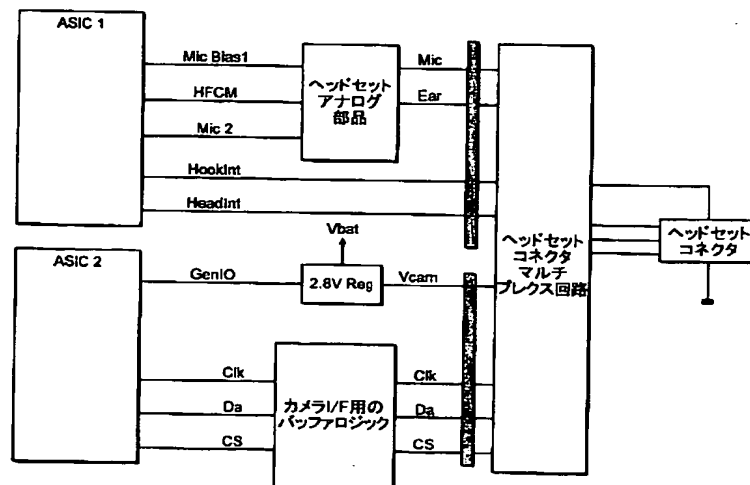 ASIC 1
Mic Bias1
HFCM
Mic 2
HookInt
HeadInt
ヘッドセット
アナログ
部品
Mic
Ear
ASIC 2
GenIO
Vbat
2.8V Reg
Vcam
Clk
Da
CS
カメラI/F用の
バッファロジック
Clk
Da
CS
ヘッドセット
コネクタ
マルチ
プレクス回路
ヘッドセット
コネクタ